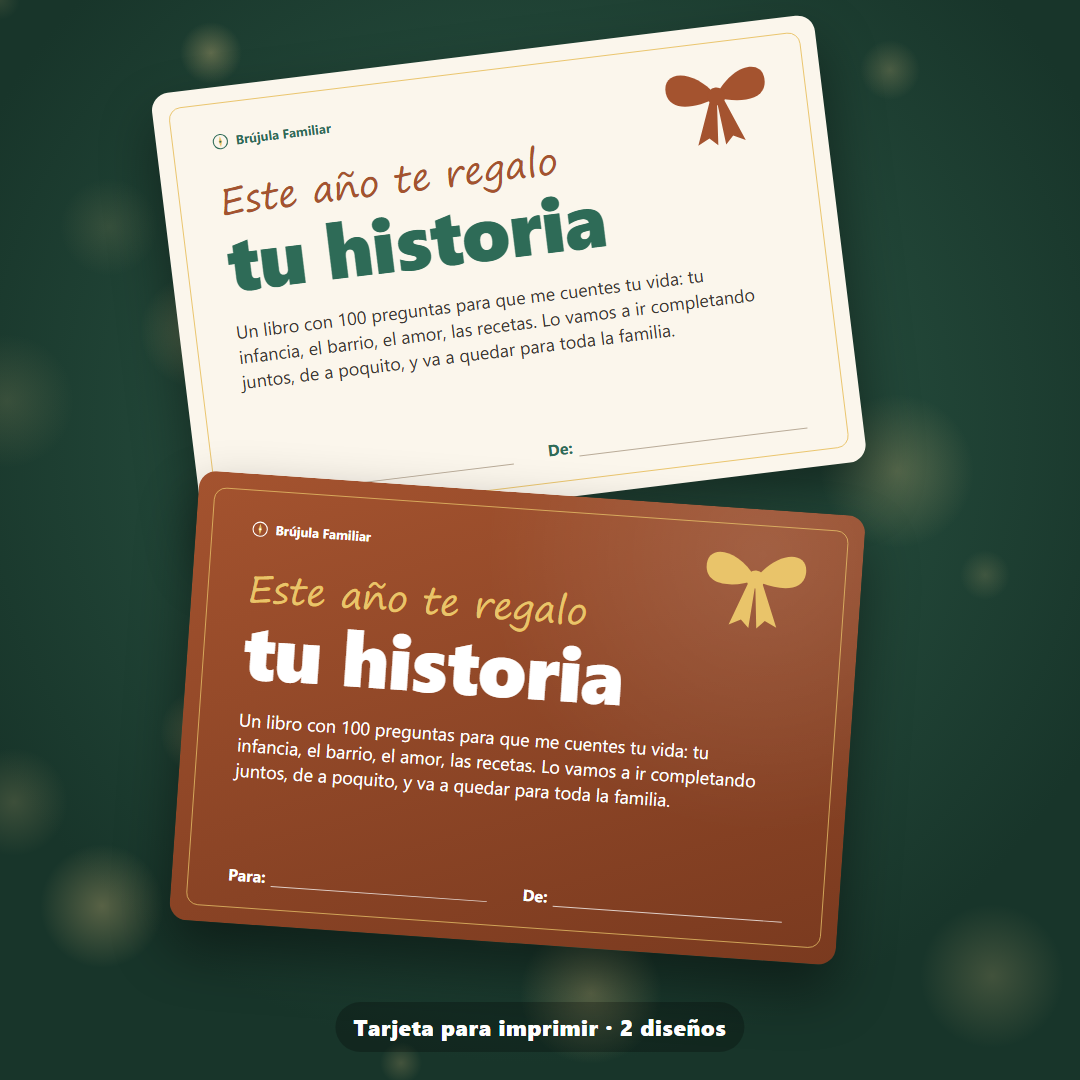 Brújula Familiar
Este año te regalo
tu historia
Un libro con 100 preguntas para que me cuentes tu vida: tu
infancia, el barrio, el amor, las recetas. Lo vamos a ir completando
juntos, de a poquito, y va a quedar para toda la familia.
De:
Brújula Familiar
Este año te regalo
tu historia
Un libro con 100 preguntas para que me cuentes tu vida: tu
infancia, el barrio, el amor, las recetas. Lo vamos a ir completando
juntos, de a poquito, y va a quedar para toda la familia.
Para: De:
Tarjeta para imprimir · 2 diseños